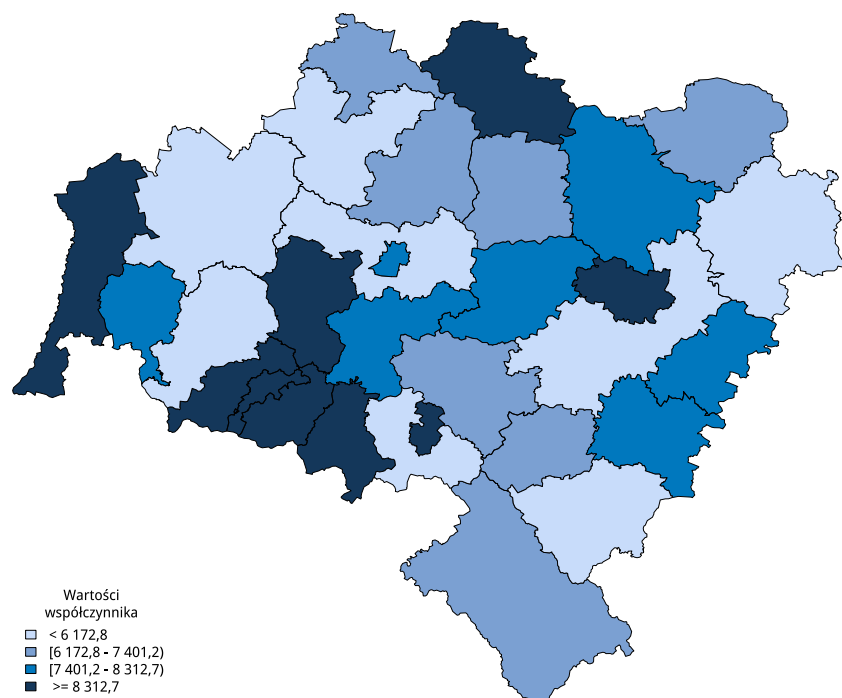 Wartości
współczynnika
< 6 172,8
[6 172,8 - 7 401,2)
[7 401,2 - 8 312,7)
>= 8 312,7